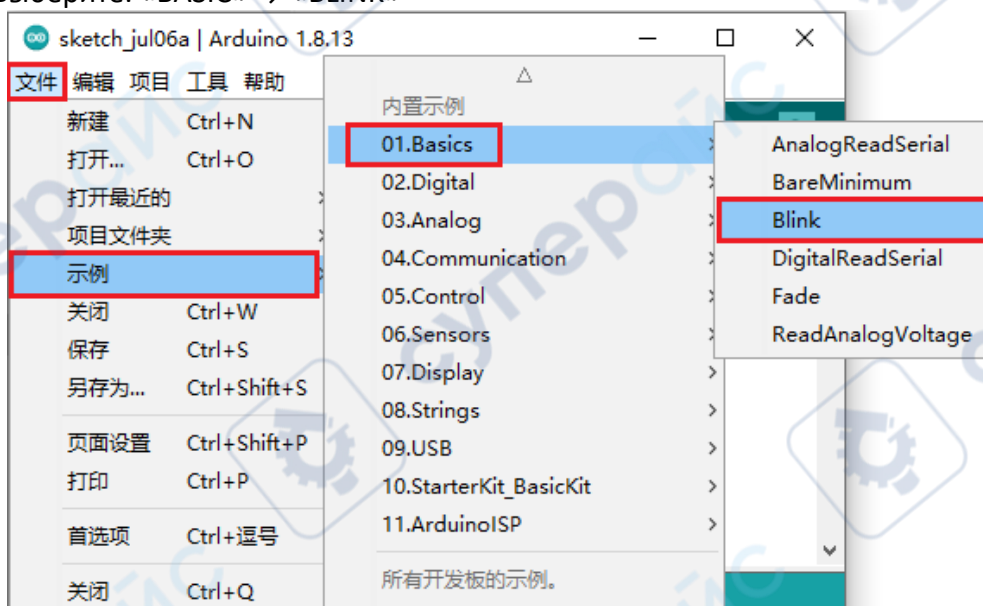 sketch_jul06a | Arduino 1.8.13
文件 编辑 项目 工具 帮助
新建 Ctrl+N
打开... Ctrl+O
打开最近的
项目文件夹
示例
关闭 Ctrl+W
保存 Ctrl+S
另存为... Ctrl+Shift+S
页面设置 Ctrl+Shift+P
打印 Ctrl+P
首选项 Ctrl+逗号
关闭 Ctrl+Q
内置示例
01.Basics
02.Digital
03.Analog
04.Communication
05.Control
06.Sensors
07.Display
08.Strings
09.USB
10.StarterKit_BasicKit
11.ArduinoISP
所有开发板的示例。
AnalogReadSerial
BareMinimum
Blink
DigitalReadSerial
Fade
ReadAnalogVoltage
суперайс